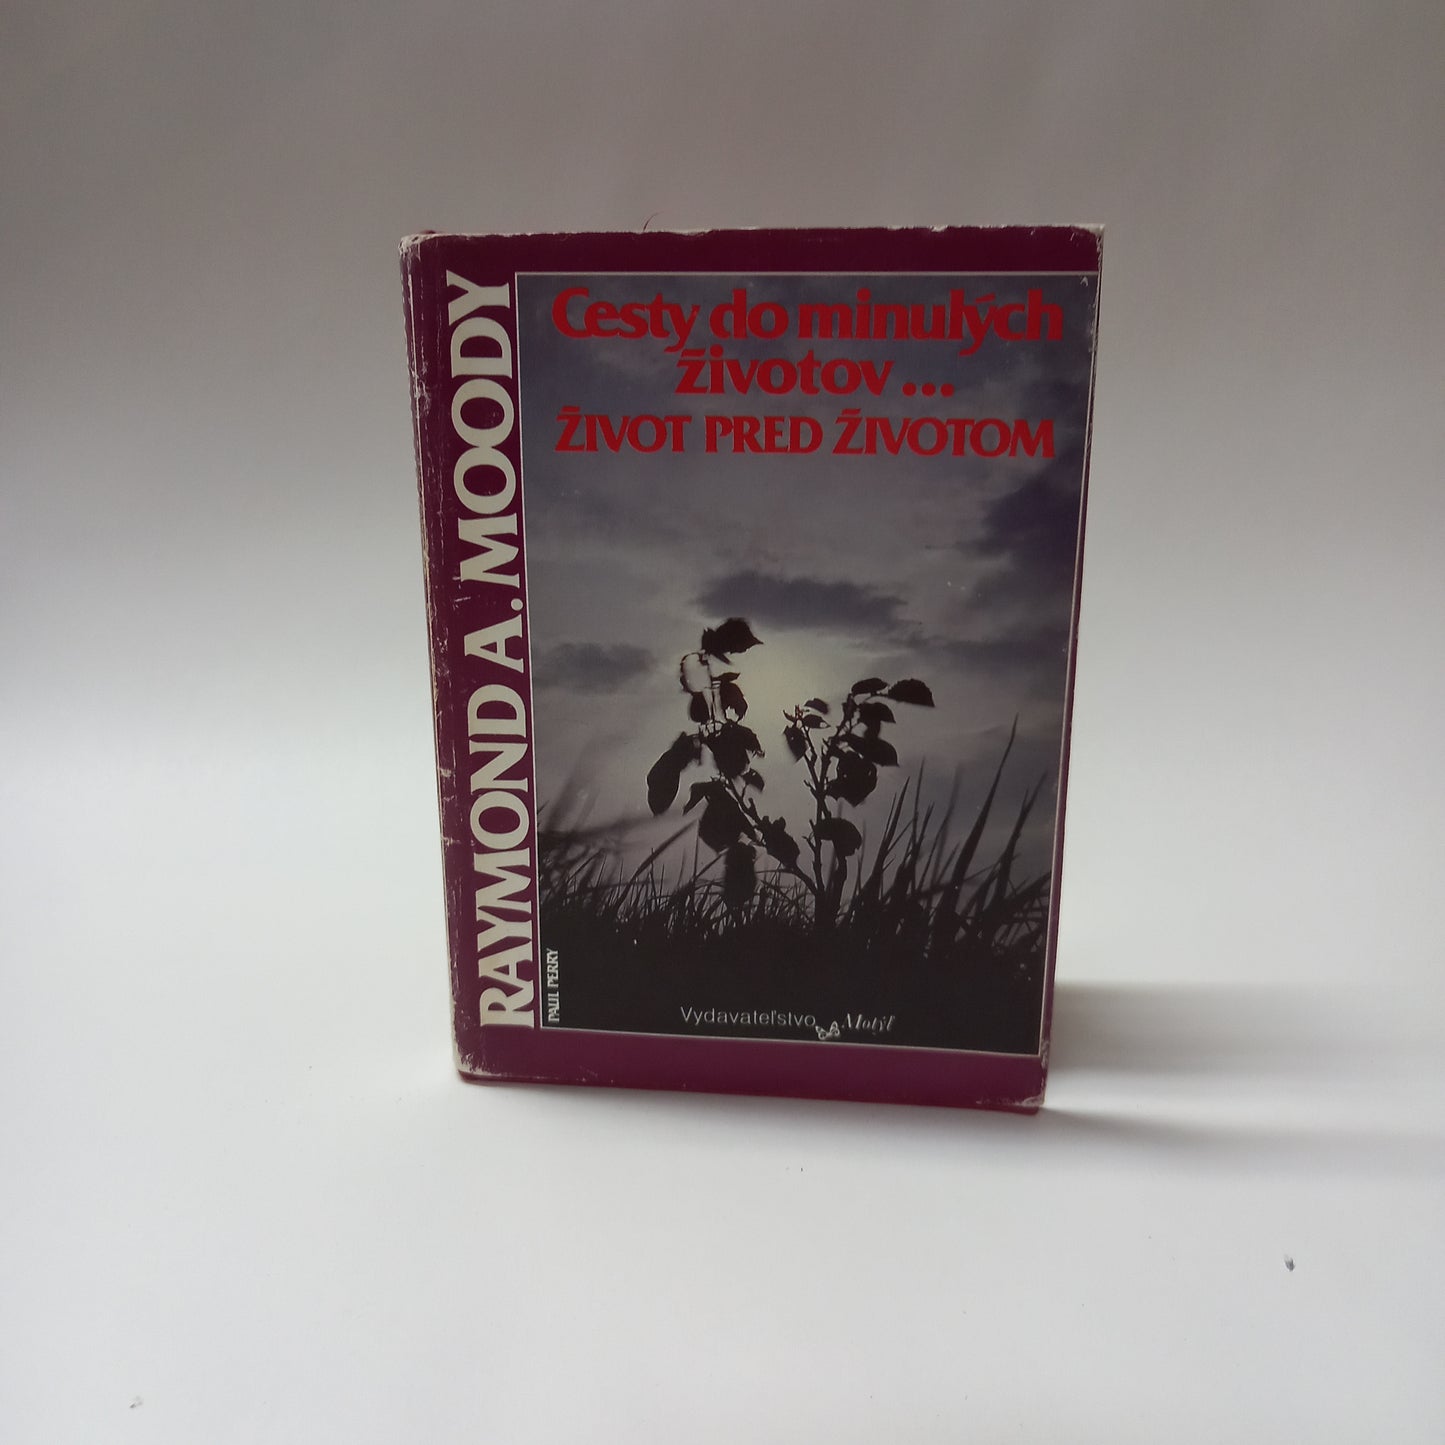 RAYMOND A. MOODY
Cesty do minulých
životov...
ŽIVOT PRED ŽIVOTOM
PAUL PERRY
Vydavateľstvo Motýľ